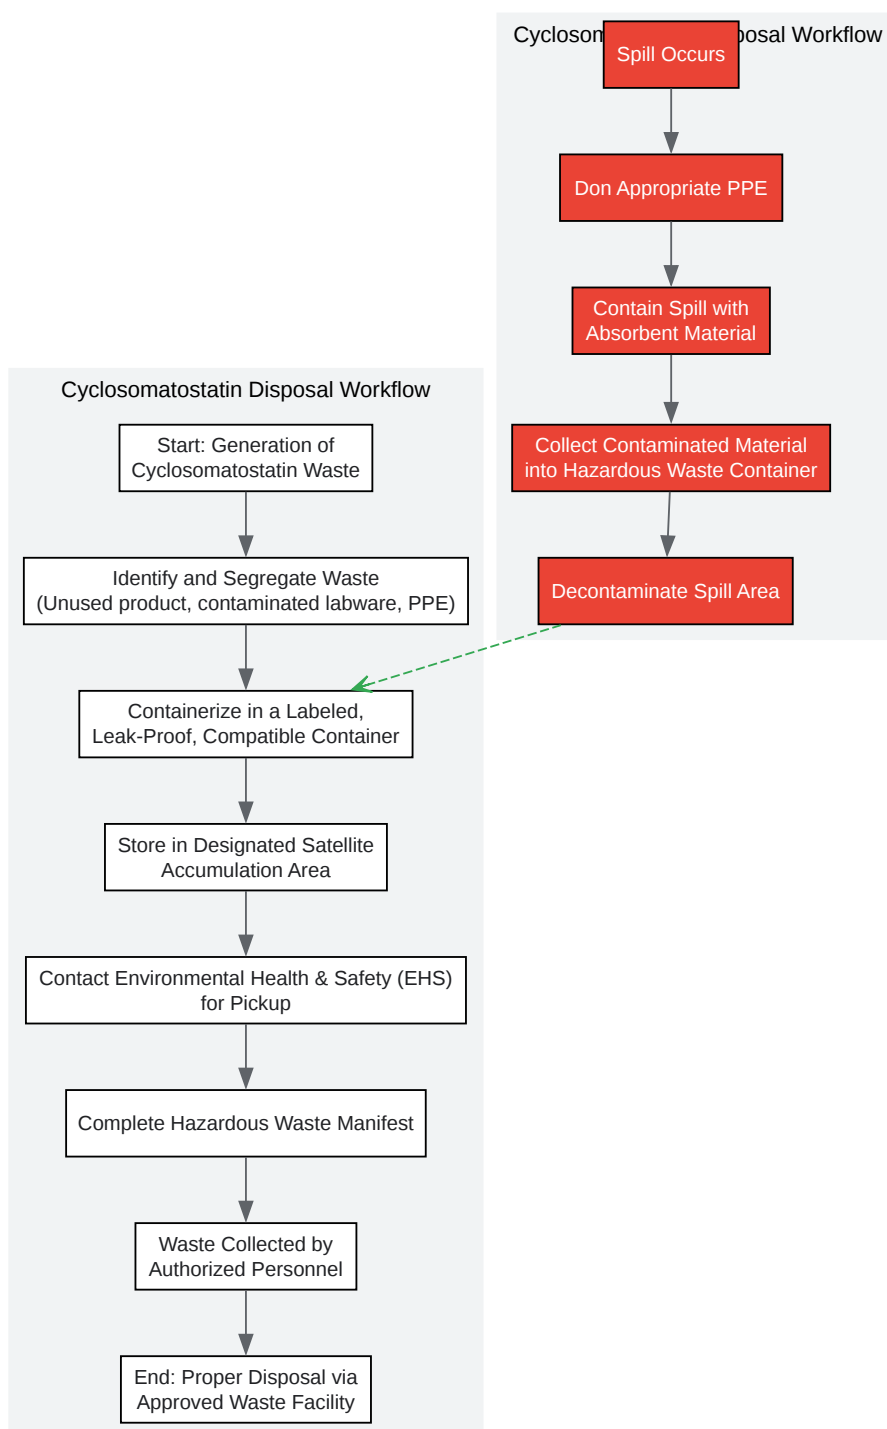 Cyclosomatostatin Disposal Workflow
Start: Generation of
Cyclosomatostatin Waste
Identify and Segregate Waste
(Unused product, contaminated labware, PPE)
Containerize in a Labeled,
Leak-Proof, Compatible Container
Store in Designated Satellite
Accumulation Area
Contact Environmental Health & Safety (EHS)
for Pickup
Complete Hazardous Waste Manifest
Waste Collected by
Authorized Personnel
End: Proper Disposal via
Approved Waste Facility
Workflow
Spill Occurs
Don Appropriate PPE
Contain Spill with
Absorbent Material
Collect Contaminated Material
into Hazardous Waste Container
Decontaminate Spill Area